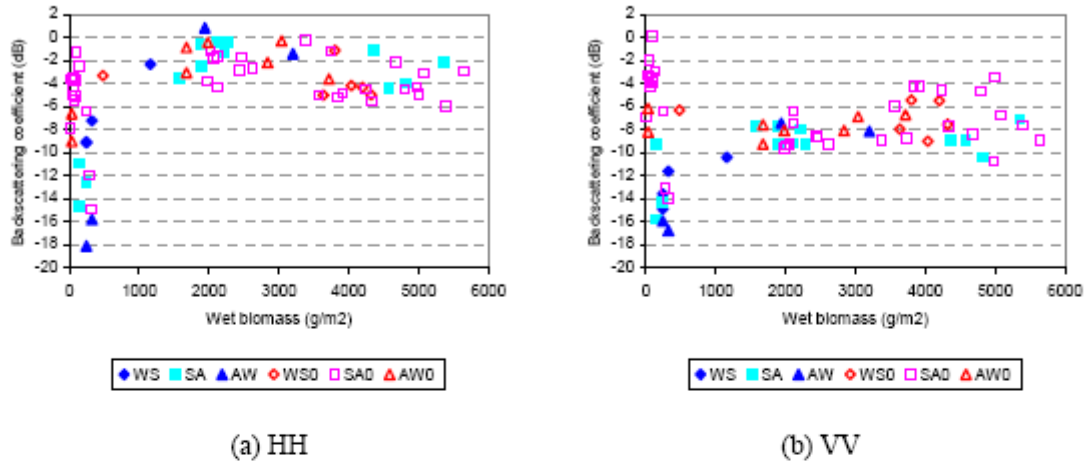 2
0
-2
-4
-6
-8
-10
-12
-14
-16
-18
-20
Backscattering coefficient (dB)
0 1000 2000 3000 4000 5000 6000
Wet biomass (g/m2)
WS SA AW WS0 SA0 AW0
(a) HH
2
0
-2
-4
-6
-8
-10
-12
-14
-16
-18
-20
Backscattering coefficient (dB)
0 1000 2000 3000 4000 5000 6000
Wet biomass (g/m2)
WS SA AW WS0 SA0 AW0
(b) VV